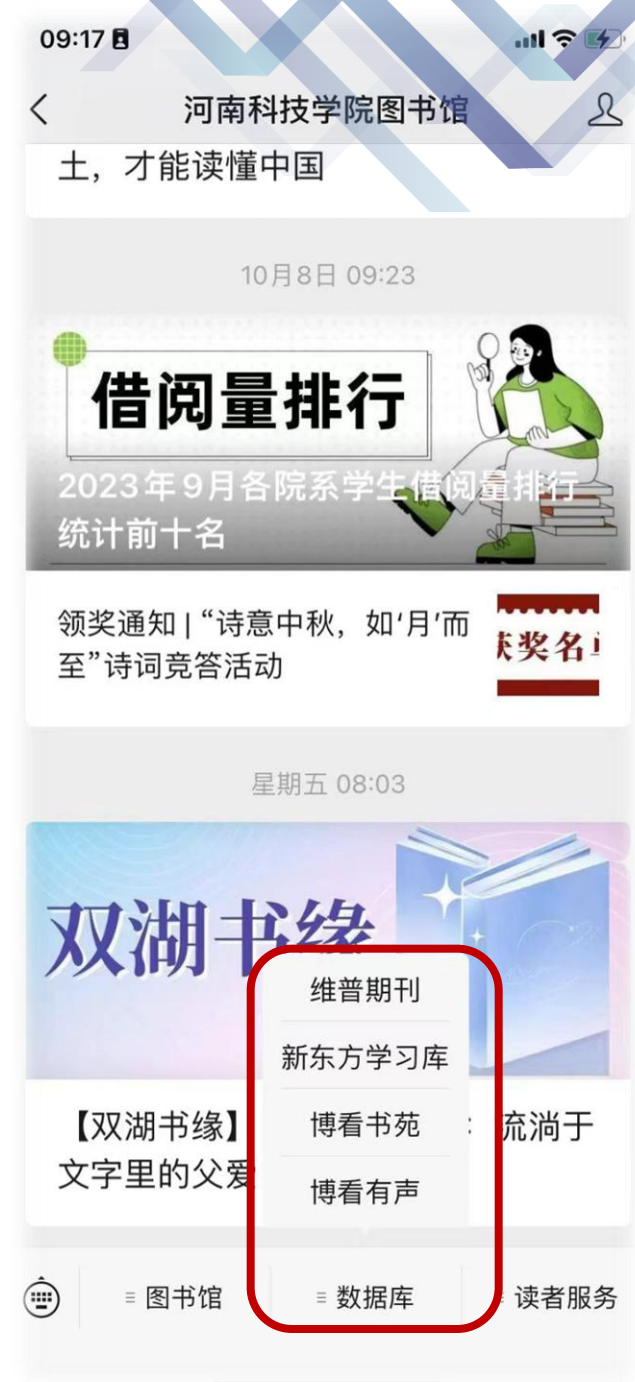 09:17
河南科技学院图书馆
土，才能读懂中国
10月8日 09:23
借阅量排行
2023年9月各院系学生借阅量排行
统计前十名
领奖通知 | “诗意中秋，如‘月’而
至”诗词竞答活动
获奖名单
星期五 08:03
双湖书缘
维普期刊
新东方学习库
博看书苑
博看有声
【双湖书缘】
：流淌于
文字里的父爱
图书馆
数据库
读者服务